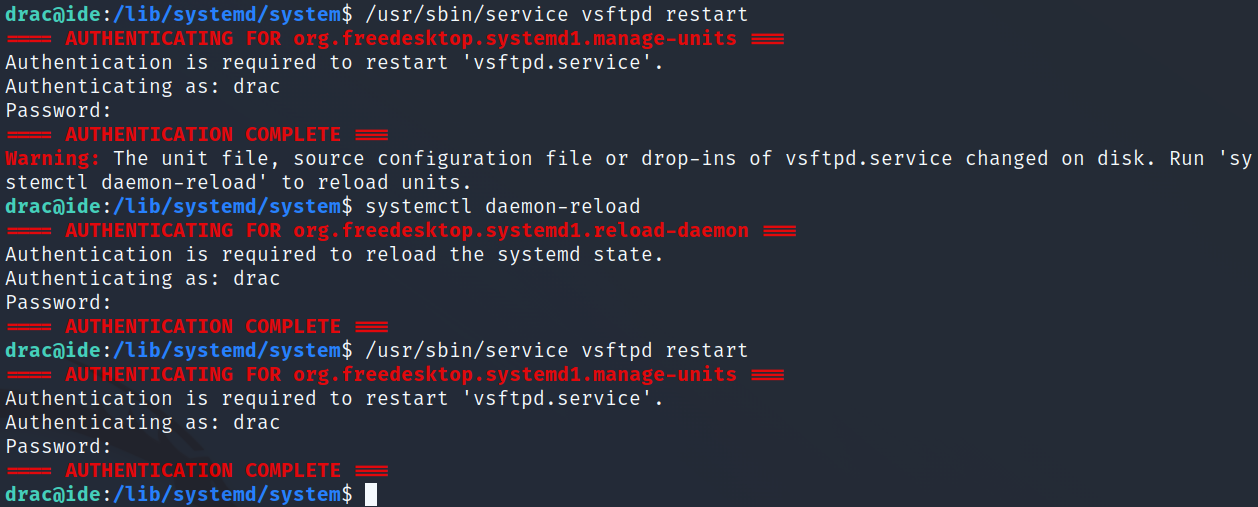 drac@ide:/lib/systemd/system$ /usr/sbin/service vsftpd restart
==== AUTHENTICATING FOR org.freedesktop.systemd1.manage-units ===
Authentication is required to restart 'vsftpd.service'.
Authenticating as: drac
Password:
==== AUTHENTICATION COMPLETE ===
Warning: The unit file, source configuration file or drop-ins of vsftpd.service changed on disk. Run 'sy
stemctl daemon-reload' to reload units.
drac@ide:/lib/systemd/system$ systemctl daemon-reload
==== AUTHENTICATING FOR org.freedesktop.systemd1.reload-daemon ===
Authentication is required to reload the systemd state.
Authenticating as: drac
Password:
==== AUTHENTICATION COMPLETE ===
drac@ide:/lib/systemd/system$ /usr/sbin/service vsftpd restart
==== AUTHENTICATING FOR org.freedesktop.systemd1.manage-units ===
Authentication is required to restart 'vsftpd.service'.
Authenticating as: drac
Password:
==== AUTHENTICATION COMPLETE ===
drac@ide:/lib/systemd/system$